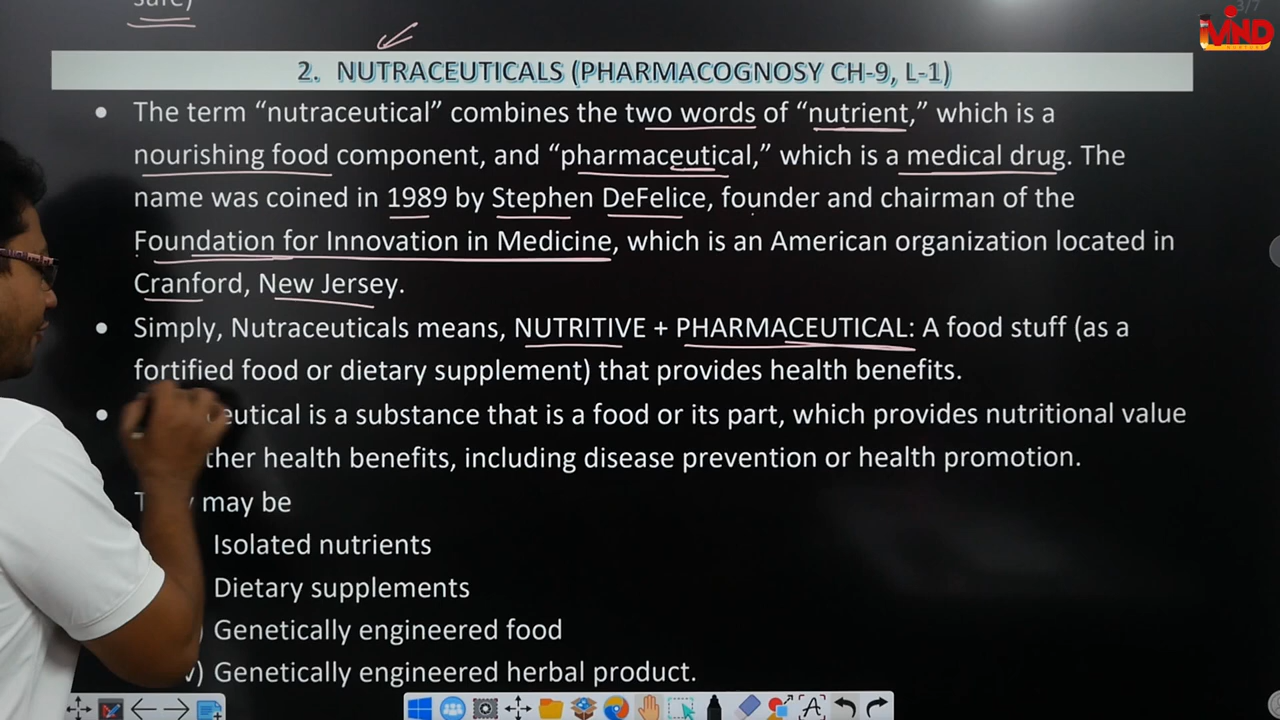 safe)
3/7
iMIND
NURTURE
2. NUTRACEUTICALS (PHARMACOGNOSY CH-9, L-1)
• The term “nutraceutical” combines the two words of “nutrient,” which is a
nourishing food component, and “pharmaceutical,” which is a medical drug. The
name was coined in 1989 by Stephen DeFelice, founder and chairman of the
Foundation for Innovation in Medicine, which is an American organization located in
Cranford, New Jersey.
• Simply, Nutraceuticals means, NUTRITIVE + PHARMACEUTICAL: A food stuff (as a
fortified food or dietary supplement) that provides health benefits.
• eutical is a substance that is a food or its part, which provides nutritional value
ther health benefits, including disease prevention or health promotion.
may be
Isolated nutrients
Dietary supplements
) Genetically engineered food
v) Genetically engineered herbal product.